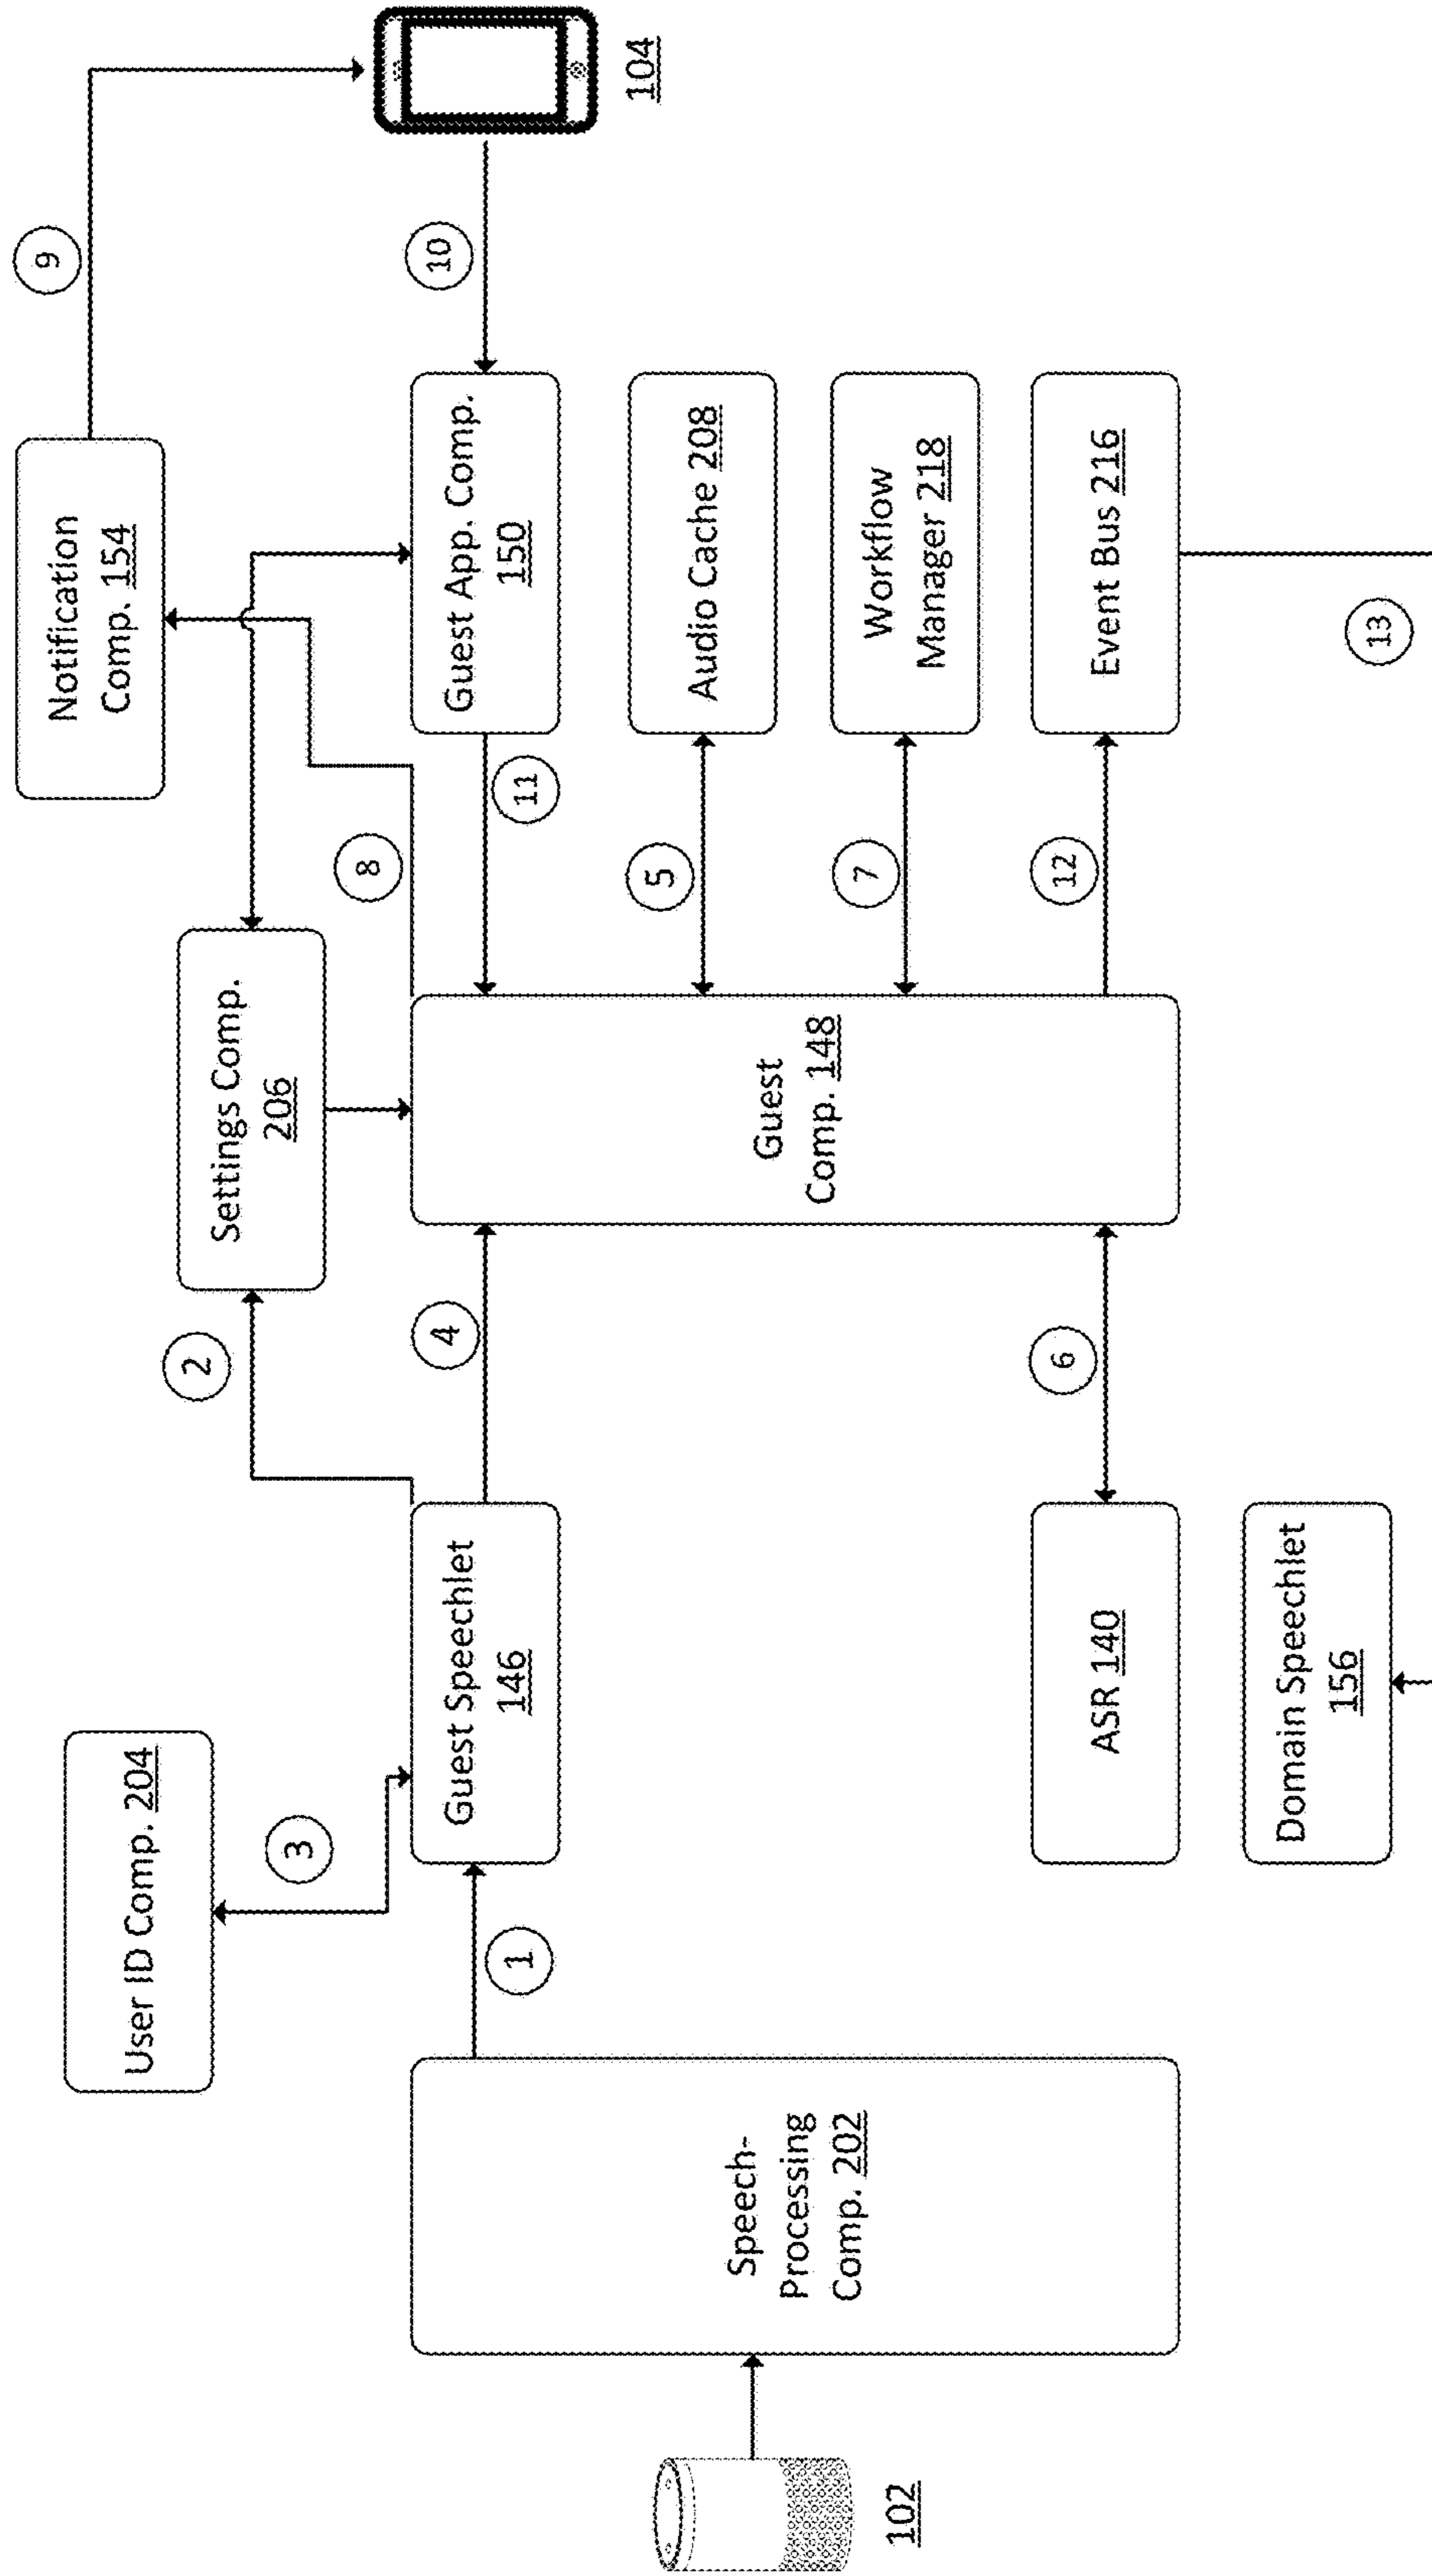 9
Notification
Comp. 154
104
10
Settings Comp.
206
8
Guest App. Comp.
150
11
User ID Comp. 204
3
2
Guest Speechlet
146
4
1
Audio Cache 208
5
Workflow
Manager 218
7
Guest
Comp. 148
Speech-
Processing
Comp. 202
102
Event Bus 216
12
6
ASR 140
13
Domain Speechlet
156